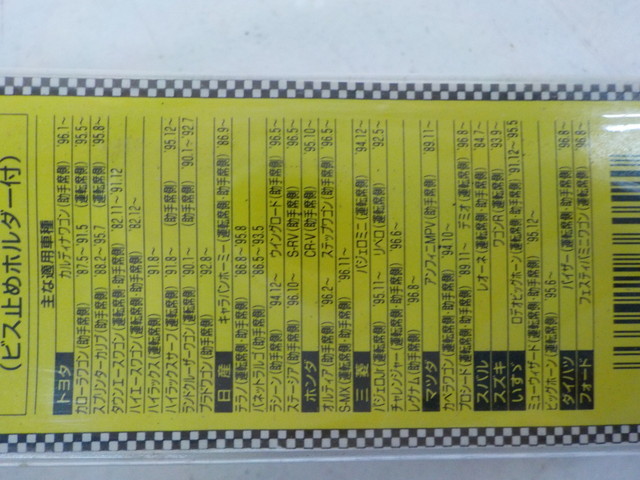 (ビス止めホルダー付)
主な適用車種
トヨタ カルディナワゴン(助手席側) '96.1~
カローラワゴン(助手席側) '87.5~91.5 (運転席側) '95.5~
スプリンターカリブ(助手席側) '88.2~95.7 (運転席側) '95.8~
タウンエースワゴン(運転席側・助手席側) '82.11~91.12
ハイエースワゴン(運転席側・助手席側) '82.12~
ハイラックス(運転席側) '91.8~ (助手席側) '95.12~
ハイラックスサーフ(運転席側) '91.8~
ランドクルーザーワゴン(運転席側) '90.1~ (助手席側) '90.1~92.7
プラドワゴン(運転席側) '92.8~
日産 キャラバンホーミー(運転席側・助手席側) '86.9~
テラノ(運転席側・助手席側) '86.8~95.8
バネットラルゴ(助手席側) '86.5~93.5
ラシーン(助手席側) '94.12~ ウイングロード(助手席側) '96.5~
ステージア(助手席側) '96.10~ S-RV(助手席側) '96.5~
ホンダ CR-V(助手席側) '95.10~
オルティア(助手席側) '96.2~ ステップワゴン(助手席側) '96.5~
S-MX(運転席側・助手席側) '96.11~
三菱 パジェロミニ(運転席側) '94.12~
パジェロJr(運転席側) '95.11~ リベロ(運転席側) '92.5~
チャレンジャー(運転席側・助手席側) '96.6~
レグナム(助手席側) '96.8~
マツダ アンフィニMPV(助手席側) '89.11~
カペラワゴン(運転席側・助手席側) '94.10~
プロシード(運転席側・助手席側) '89.11~ デミオ(運転席側) '96.8~
スバル レオーネ(運転席側・助手席側) '84.7~
スズキ ワゴンR(運転席側) '93.9~
いすゞ ロデオビッグホーン(運転席側・助手席側) '91.12~95.5
ミューウィザード(運転席側・助手席側) '95.12~
ビッグホーン(運転席側) '95.6~
ダイハツ パイザー(運転席側) '96.8~
フォード フェスティバミニワゴン(運転席側) '96.8~